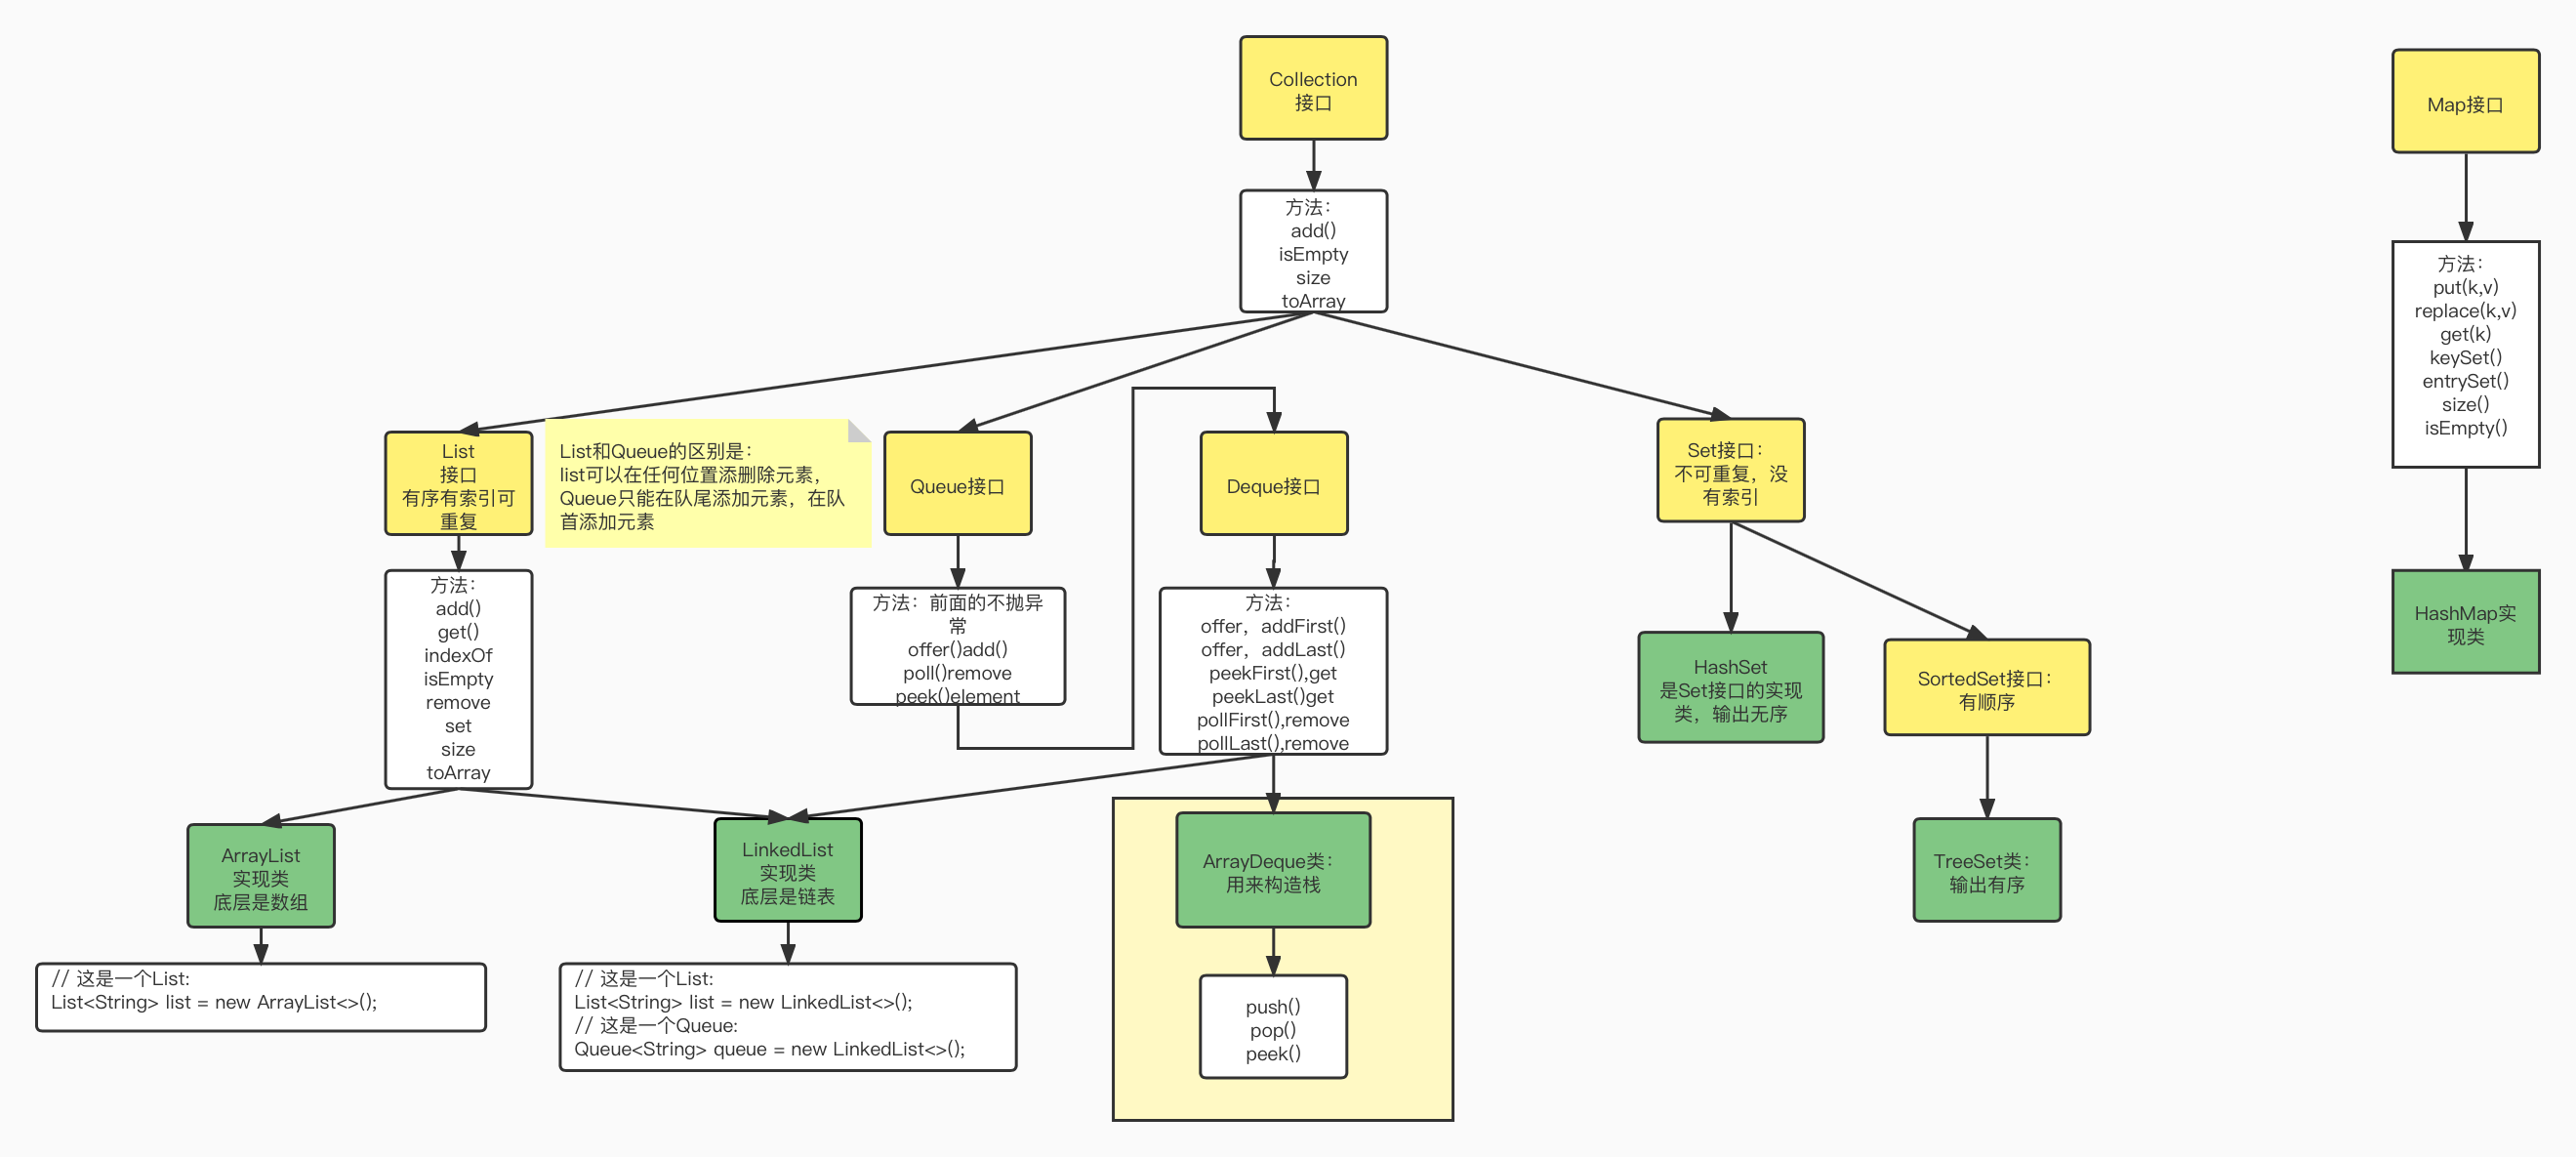 Collection
接口
方法：
add()
isEmpty
size
toArray
List
接口
有序有索引可
重复
List和Queue的区别是：
list可以在任何位置添删除元素，
Queue只能在队尾添加元素，在队
首添加元素
Queue接口
Deque接口
Set接口：
不可重复，没
有索引
方法：
add()
get()
indexOf
isEmpty
remove
set
size
toArray
方法：前面的不抛异
常
offer()add()
poll()remove
peek()element
方法：
offer，addFirst()
offer，addLast()
peekFirst(),get
peekLast()get
pollFirst(),remove
pollLast(),remove
HashSet
是Set接口的实现
类，输出无序
SortedSet接口：
有顺序
ArrayList
实现类
底层是数组
LinkedList
实现类
底层是链表
ArrayDeque类：
用来构造栈
TreeSet类：
输出有序
// 这是一个List:
List<String> list = new ArrayList<>();
// 这是一个List:
List<String> list = new LinkedList<>();
// 这是一个Queue:
Queue<String> queue = new LinkedList<>();
push()
pop()
peek()
Map接口
方法：
put(k,v)
replace(k,v)
get(k)
keySet()
entrySet()
size()
isEmpty()
HashMap实
现类